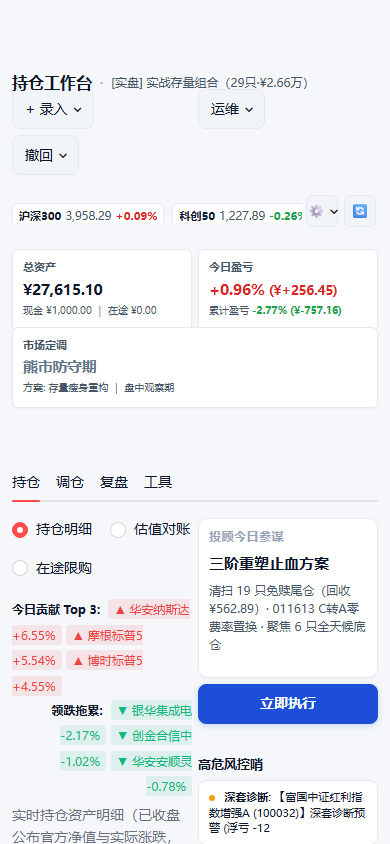 持仓工作台 · [实盘] 实战存量组合（29只·¥2.66万）
+ 录入
运维
撤回
沪深300 3,958.29 +0.09%
科创50 1,227.89 -0.26%
总资产
¥27,615.10
现金 ¥1,000.00 ｜ 在途 ¥0.00
今日盈亏
+0.96% (¥+256.45)
累计盈亏 -2.77% (¥-757.16)
市场定调
熊市防守期
方案: 存量瘦身重构 ｜ 盘中观察期
持仓 调仓 复盘 工具
持仓明细 估值对账
在途限购
今日贡献 Top 3: ▲ 华安纳斯达
+6.55% ▲ 摩根标普5
+5.54% ▲ 博时标普5
+4.55%
领跌拖累: ▼ 银华集成电
-2.17% ▼ 创金合信中
-1.02% ▼ 华安安顺灵
-0.78%
实时持仓资产明细（已收盘
公布官方净值与实际涨跌，
投顾今日参谋
三阶重塑止血方案
清扫 19 只免赎尾仓（回收
¥562.89）· 011613 C转A零
费率置换 · 聚焦 6 只全天候底
仓
立即执行
高危风控哨
深套诊断: 【富国中证红利指
数增强A (100032)】深套诊断预
警 (浮亏 -12